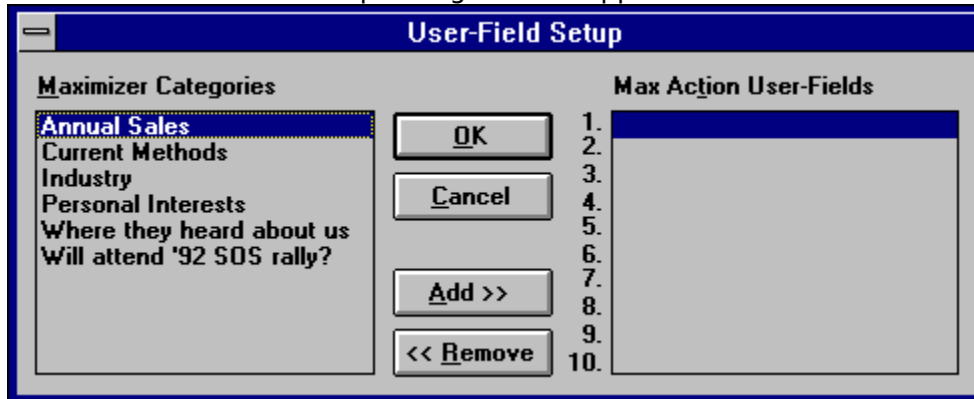 User-Field Setup
Maximizer Categories
Annual Sales
Current Methods
Industry
Personal Interests
Where they heard about us
Will attend '92 SOS rally?
OK
Cancel
Add >>
<< Remove
Max Action User-Fields
1.
2.
3.
4.
5.
6.
7.
8.
9.
10.